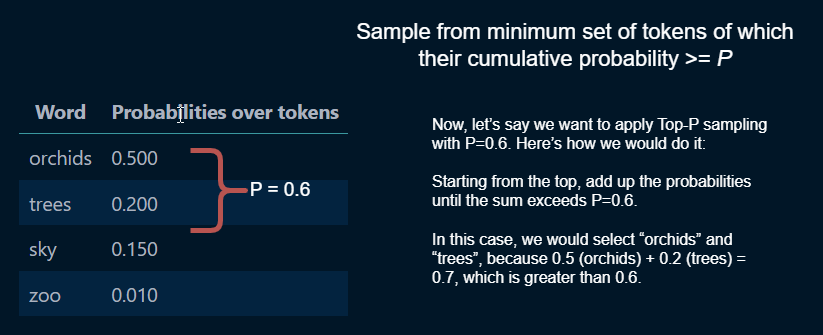 Sample from minimum set of tokens of which
their cumulative probability >= P
Word Probabilities over tokens
orchids 0.500
trees 0.200
sky 0.150
zoo 0.010
P = 0.6
Now, let's say we want to apply Top-P sampling
with P=0.6. Here's how we would do it:
Starting from the top, add up the probabilities
until the sum exceeds P=0.6.
In this case, we would select “orchids” and
“trees”, because 0.5 (orchids) + 0.2 (trees) =
0.7, which is greater than 0.6.